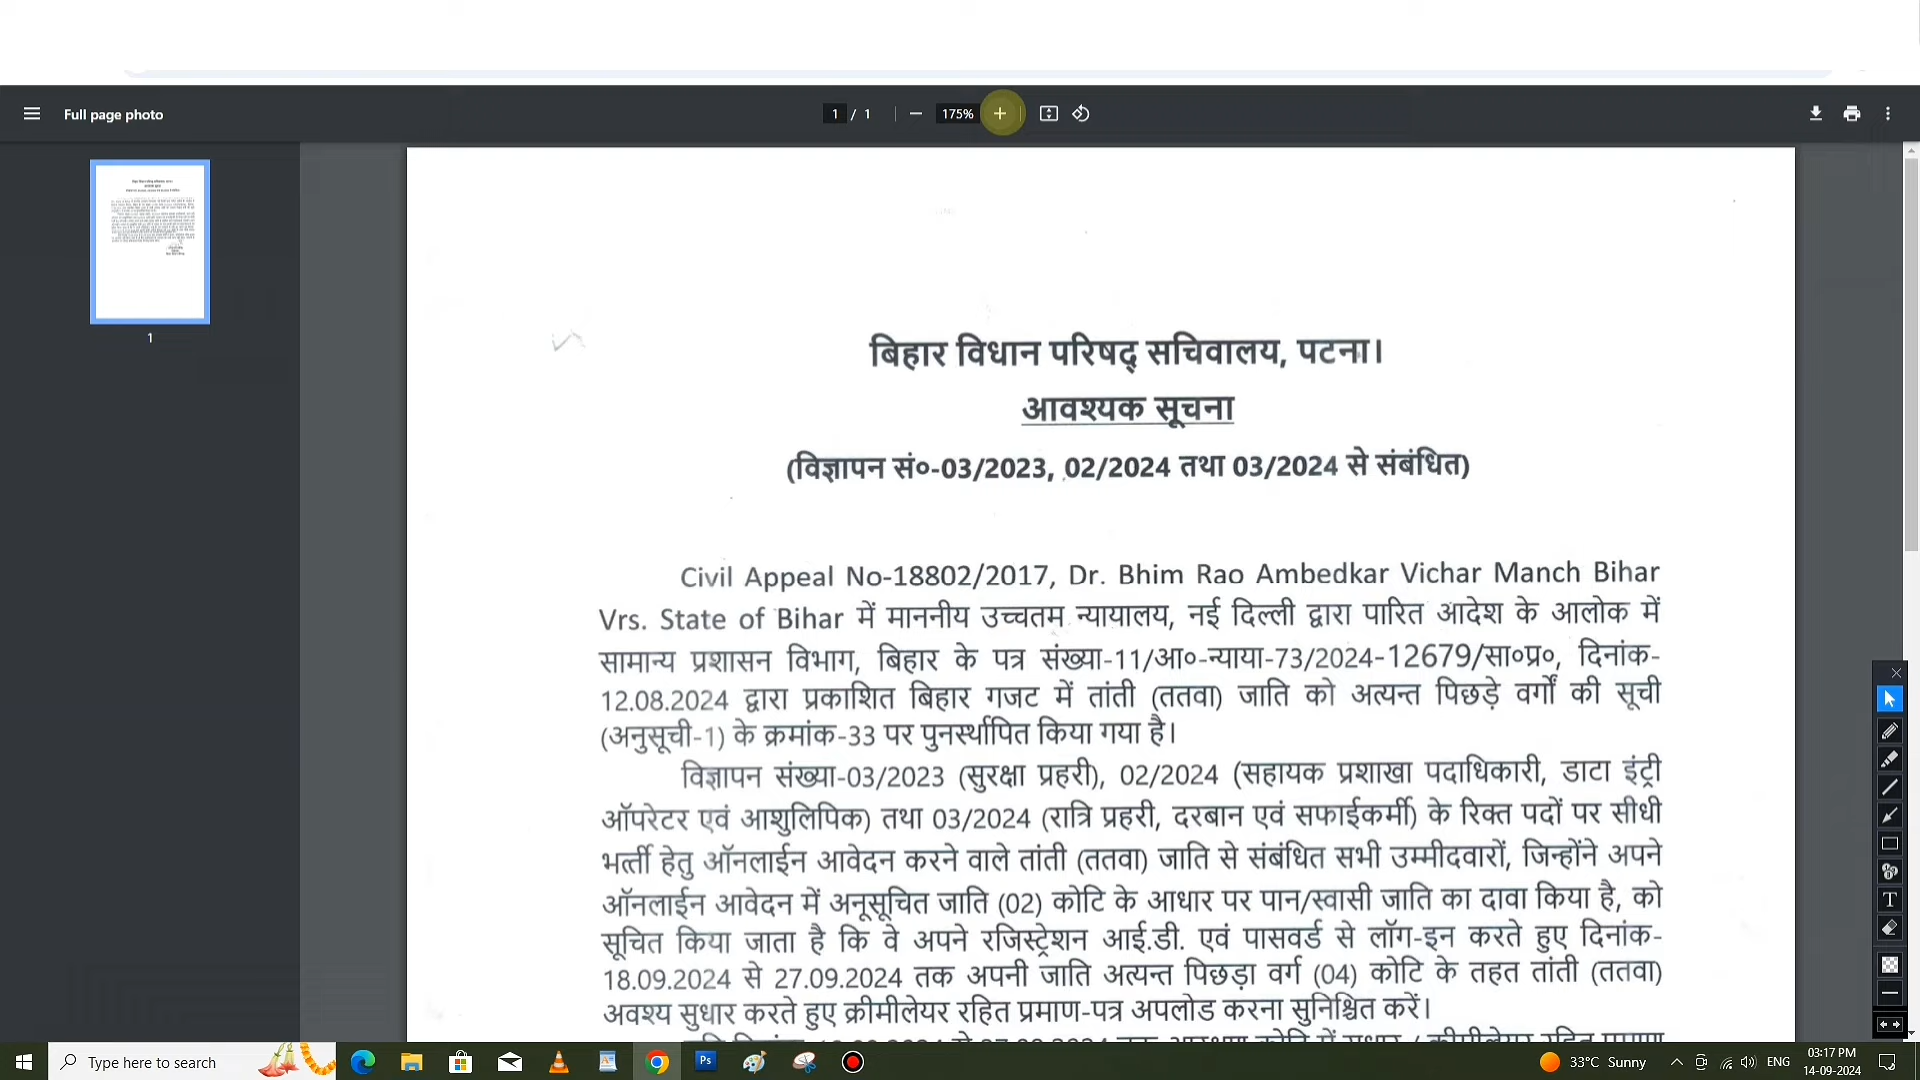 Full page photo
1 / 1
175%
1
बिहार विधान परिषद् सचिवालय, पटना।
आवश्यक सूचना
(विज्ञापन सं०-03/2023, 02/2024 तथा 03/2024 से संबंधित)
Civil Appeal No-18802/2017, Dr. Bhim Rao Ambedkar Vichar Manch Bihar
Vrs. State of Bihar में माननीय उच्चतम न्यायालय, नई दिल्ली द्वारा पारित आदेश के आलोक में
सामान्य प्रशासन विभाग, बिहार के पत्र संख्या-11/आ०-न्याया-73/2024-12679/सा०प्र०, दिनांक-
12.08.2024 द्वारा प्रकाशित बिहार गजट में तांती (ततवा) जाति को अत्यन्त पिछड़े वर्गों की सूची
(अनुसूची-1) के क्रमांक-33 पर पुनर्स्थापित किया गया है।
विज्ञापन संख्या-03/2023 (सुरक्षा प्रहरी), 02/2024 (सहायक प्रशाखा पदाधिकारी, डाटा इंट्री
ऑपरेटर एवं आशुलिपिक) तथा 03/2024 (रात्रि प्रहरी, दरबान एवं सफाईकर्मी) के रिक्त पदों पर सीधी
भर्त्ती हेतु ऑनलाईन आवेदन करने वाले तांती (ततवा) जाति से संबंधित सभी उम्मीदवारों, जिन्होंने अपने
ऑनलाईन आवेदन में अनूसूचित जाति (02) कोटि के आधार पर पान/स्वासी जाति का दावा किया है, को
सूचित किया जाता है कि वे अपने रजिस्ट्रेशन आई.डी. एवं पासवर्ड से लॉग-इन करते हुए दिनांक-
18.09.2024 से 27.09.2024 तक अपनी जाति अत्यन्त पिछड़ा वर्ग (04) कोटि के तहत तांती (ततवा)
अवश्य सुधार करते हुए क्रीमीलेयर रहित प्रमाण-पत्र अपलोड करना सुनिश्चित करें।
Type here to search
33°C Sunny
ENG
03:17 PM
14-09-2024